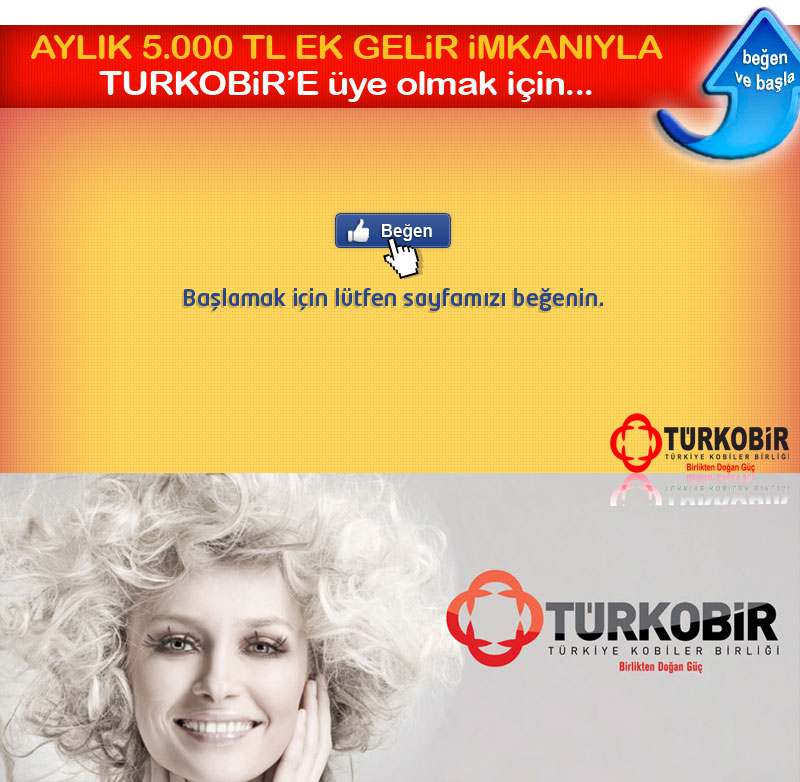 AYLIK 5.000 TL EK GELiR iMKANIYLA
TURKOBiR'E üye olmak için...
beğen
ve başla
Beğen
Başlamak için lütfen sayfamızı beğenin.
TÜRKOBiR
TÜRKİYE KOBİLER BİRLİĞİ
Birlikten Doğan Güç
TÜRKOBiR
TÜRKİYE KOBİLER BİRLİĞİ
Birlikten Doğan Güç